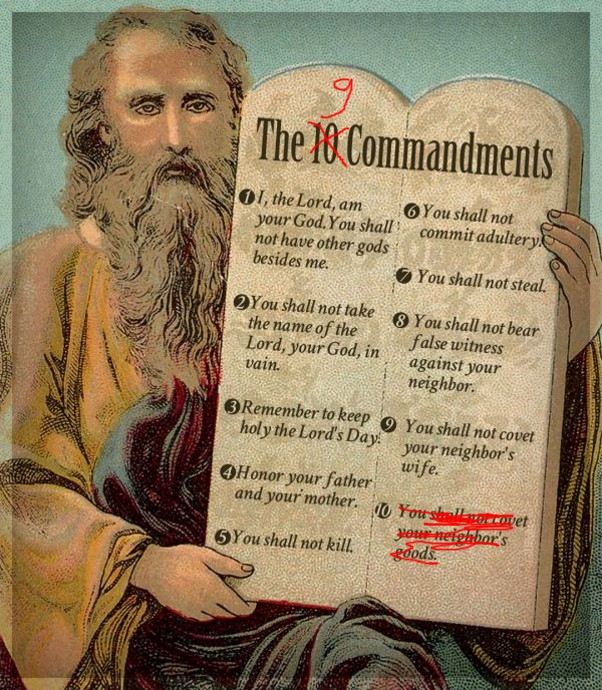 9
The 10 Commandments
1 I, the Lord, am
your God. You shall
not have other gods
besides me.
2 You shall not take
the name of the
Lord, your God, in
vain.
3 Remember to keep
holy the Lord's Day.
4 Honor your father
and your mother.
5 You shall not kill.
6 You shall not
commit adultery.
7 You shall not steal.
8 You shall not bear
false witness
against your
neighbor.
9 You shall not covet
your neighbor's
wife.
10 You shall not covet
your neighbor's
goods.